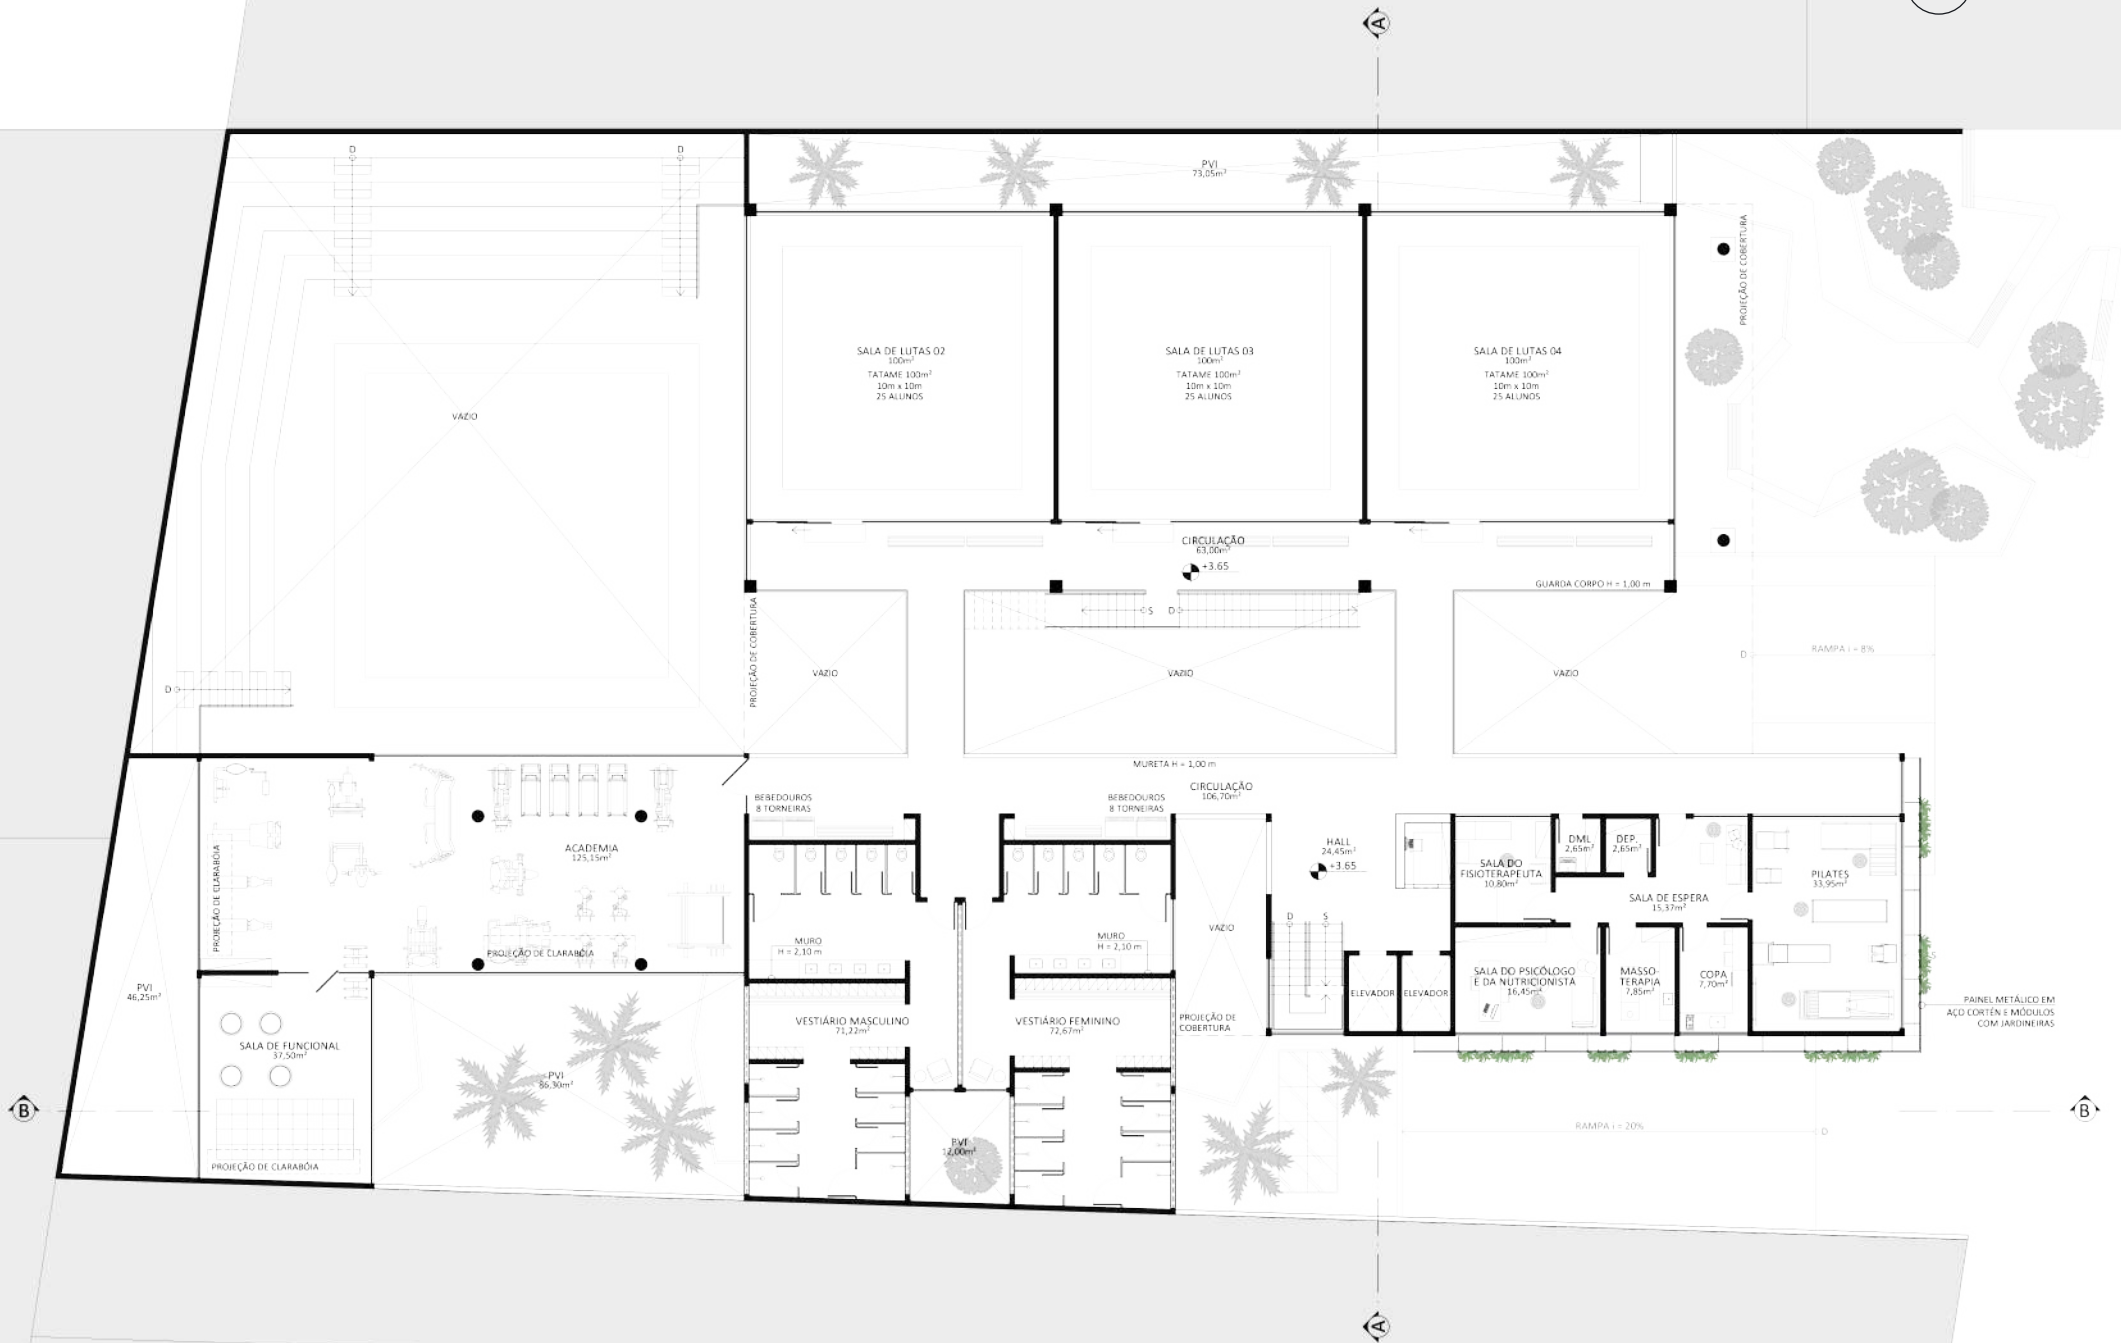 A
D
D
PVI
73,05m²
PROJEÇÃO DE COBERTURA
SALA DE LUTAS 02
100m²
TATAME 100m²
10m x 10m
25 ALUNOS
SALA DE LUTAS 03
100m²
TATAME 100m²
10m x 10m
25 ALUNOS
SALA DE LUTAS 04
100m²
TATAME 100m²
10m x 10m
25 ALUNOS
VAZIO
CIRCULAÇÃO
63,00m²
+3.65
GUARDA CORPO H = 1,00 m
S
D
PROJEÇÃO DE COBERTURA
VAZIO
VAZIO
VAZIO
D
RAMPA i = 8%
D
MURETA H = 1,00 m
CIRCULAÇÃO
106,70m²
BEBEDOUROS
8 TORNEIRAS
BEBEDOUROS
8 TORNEIRAS
PROJEÇÃO DE CLARABÓIA
ACADEMIA
125,15m²
PROJEÇÃO DE CLARABÓIA
HALL
24,45m²
+3.65
SALA DO
FISIOTERAPEUTA
10,80m²
DML
2,65m²
DEP.
2,65m²
SALA DE ESPERA
15,37m²
PILATES
33,95m²
MURO
H = 2,10 m
MURO
H = 2,10 m
VAZIO
D
S
ELEVADOR
ELEVADOR
SALA DO PSICÓLOGO
E DA NUTRICIONISTA
16,45m²
MASSO-
TERAPIA
7,85m²
COPA
7,70m²
S
PVI
46,25m²
PAINEL METÁLICO EM
AÇO CORTÉN E MÓDULOS
COM JARDINEIRAS
VESTIÁRIO MASCULINO
71,22m²
VESTIÁRIO FEMININO
72,67m²
PROJEÇÃO DE
COBERTURA
SALA DE FUNCIONAL
37,50m²
PVI
86,30m²
B
B
RAMPA i = 20%
D
PVI
12,00m²
PROJEÇÃO DE CLARABÓIA
A